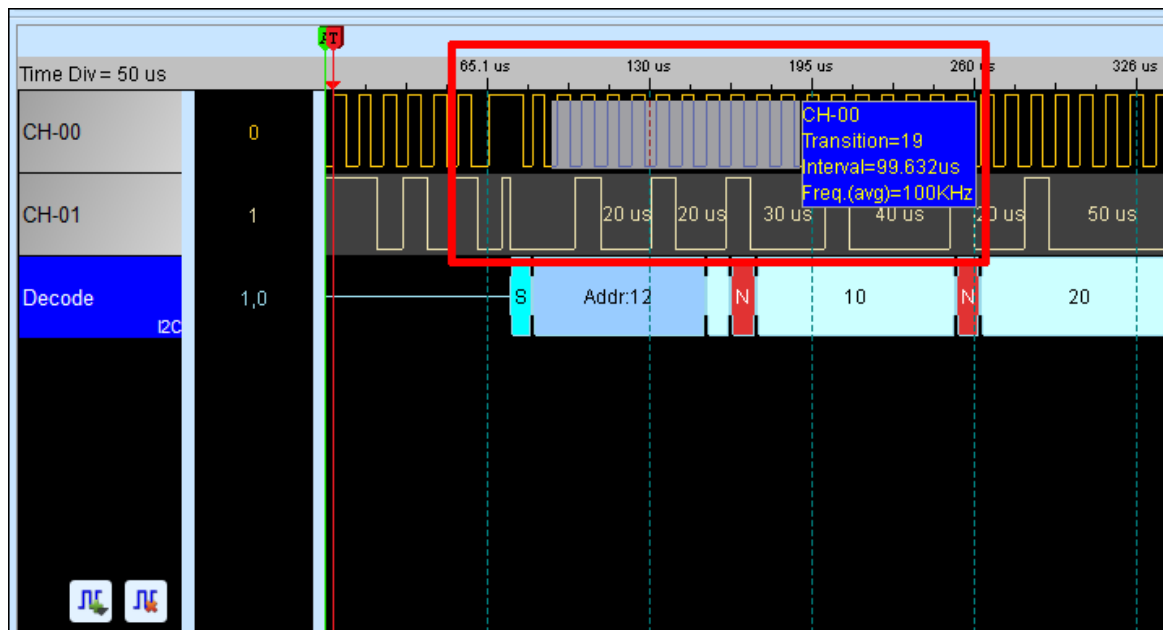 T
Time Div = 50 us
65.1 us 130 us 195 us 260 us 326 us
CH-00 0
CH-00
Transition=19
Interval=99.632us
Freq.(avg)=100KHz
CH-01 1 20 us 20 us 30 us 40 us 20 us 50 us
Decode 1,0 S Addr:12 N 10 N 20
I2C